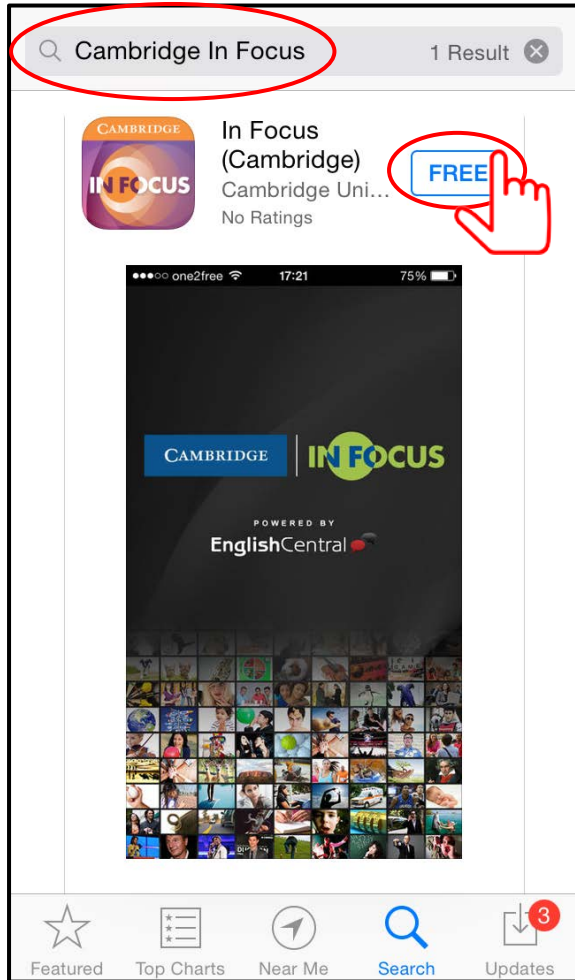 Cambridge In Focus 1 Result
CAMBRIDGE
IN FOCUS
In Focus
(Cambridge)
Cambridge Uni...
No Ratings
FREE
one2free 17:21 75%
CAMBRIDGE IN FOCUS
POWERED BY
EnglishCentral
3
Featured Top Charts Near Me Search Updates